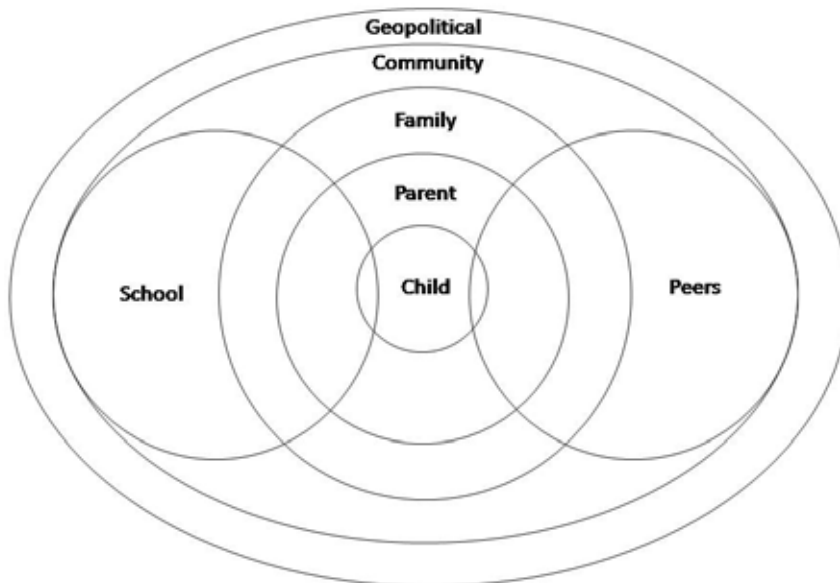 Geopolitical
Community
Family
Parent
School
Child
Peers